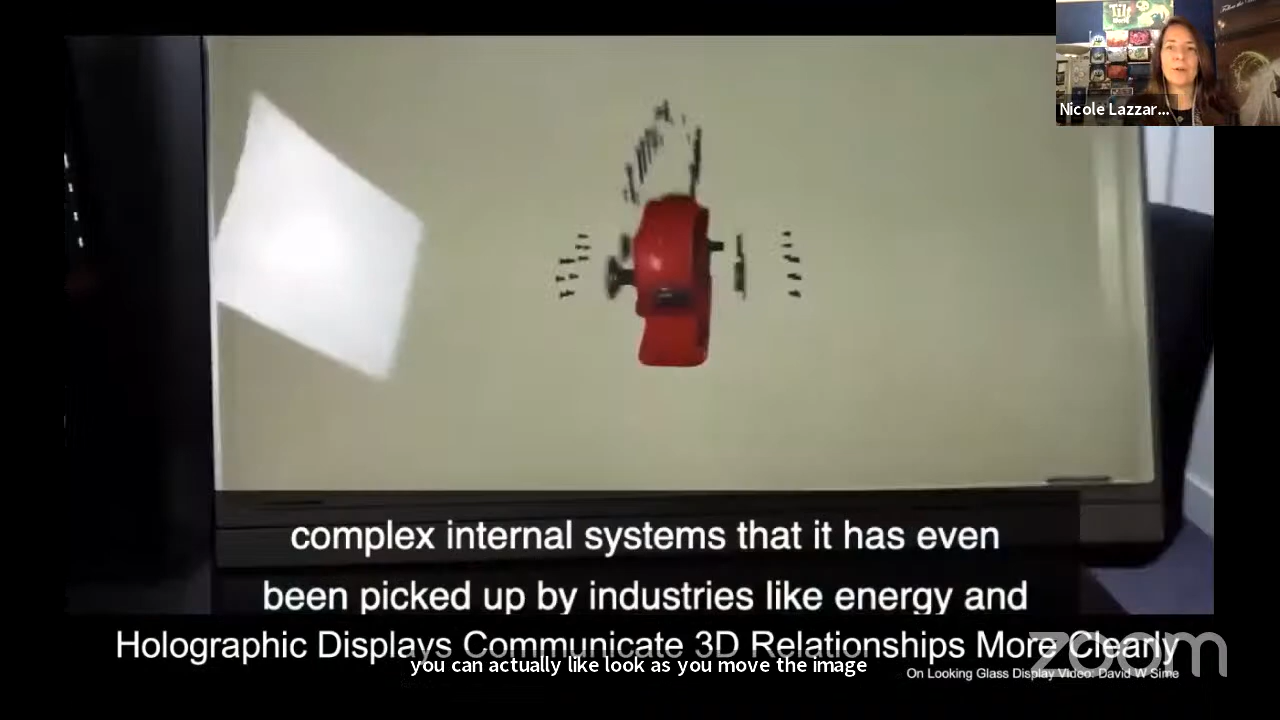 Tilt
Nicole Lazzar...
complex internal systems that it has even
been picked up by industries like energy and
Holographic Displays Communicate 3D Relationships More Clearly
you can actually like look as you move the image
On Looking Glass Display Video: David W Sime
zoom